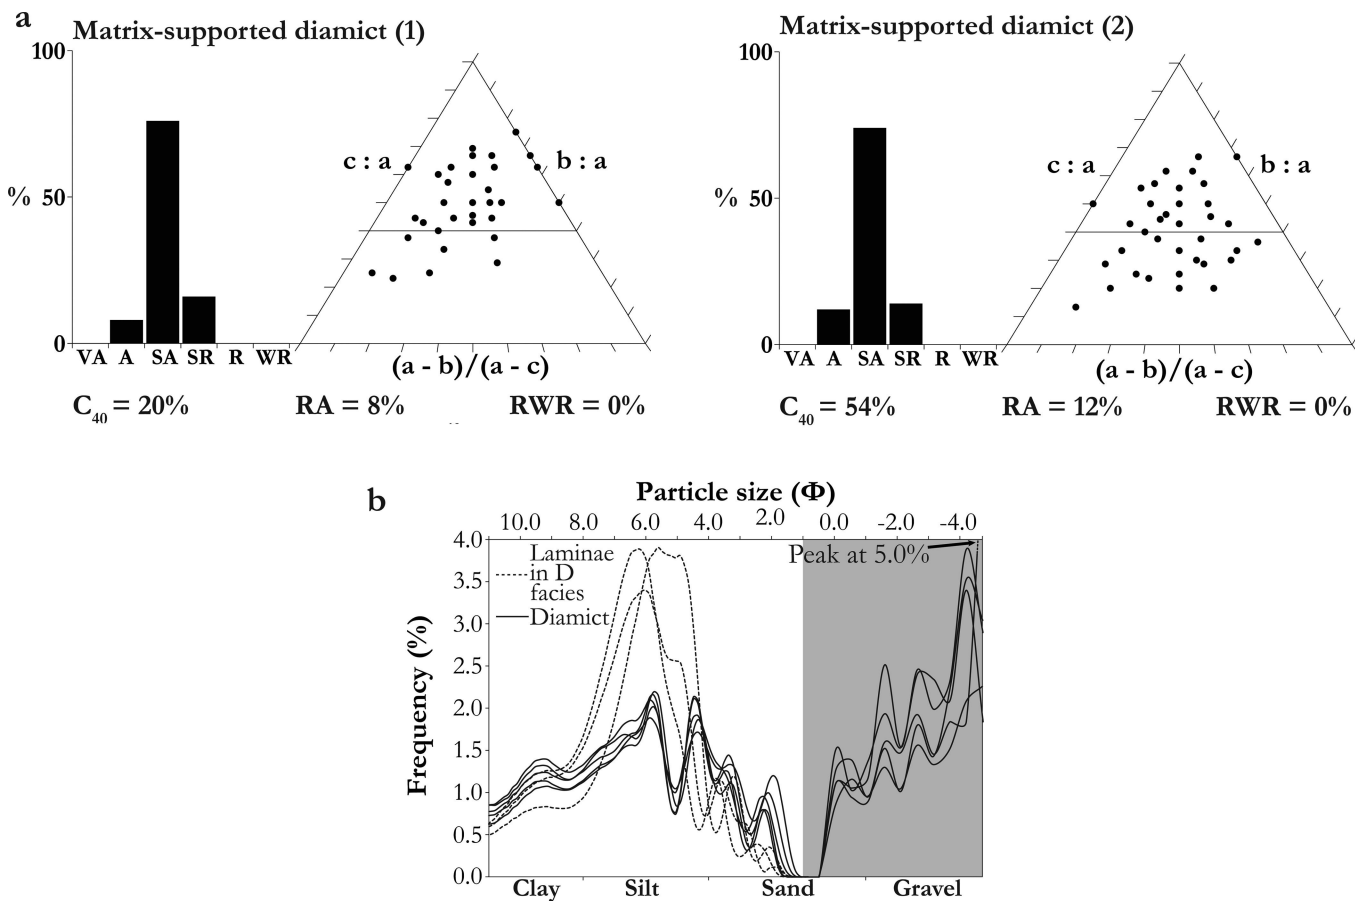 a
Matrix-supported diamict (1)
100
50
0
%
VA A SA SR R WR
c : a
b : a
(a - b)/(a - c)
C40 = 20% RA = 8% RWR = 0%
Matrix-supported diamict (2)
100
50
0
%
VA A SA SR R WR
c : a
b : a
(a - b)/(a - c)
C40 = 54% RA = 12% RWR = 0%
b
Particle size (Φ)
10.0 8.0 6.0 4.0 2.0 0.0 -2.0 -4.0
4.0
3.5
3.0
2.5
2.0
1.5
1.0
0.5
0.0
Frequency (%)
Laminae
in D
facies
Diamict
Peak at 5.0%
Clay Silt Sand Gravel